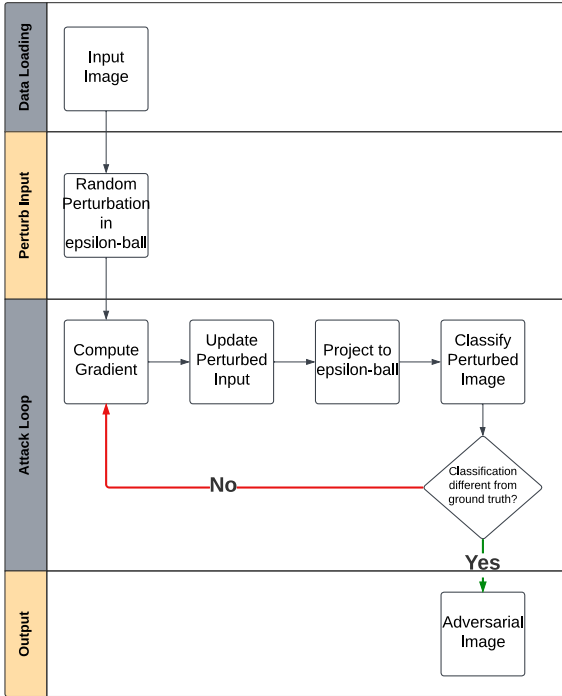 Data Loading
Input
Image
Perturb Input
Random
Perturbation
in
epsilon-ball
Attack Loop
Compute
Gradient
Update
Perturbed
Input
Project to
epsilon-ball
Classify
Perturbed
Image
Classification
different from
ground truth?
No
Yes
Output
Adversarial
Image